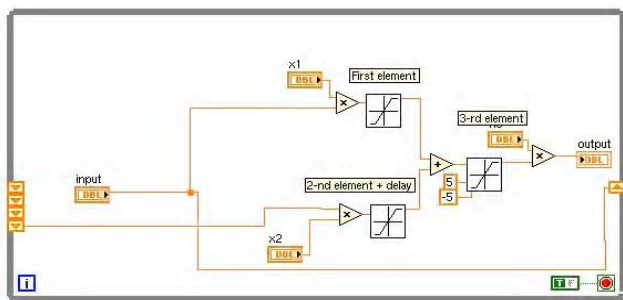 x1
DBL
First element
3-rd element
DBL
output
DBL
input
DBL
2-nd element + delay
5
-5
x2
DBL
i
T F